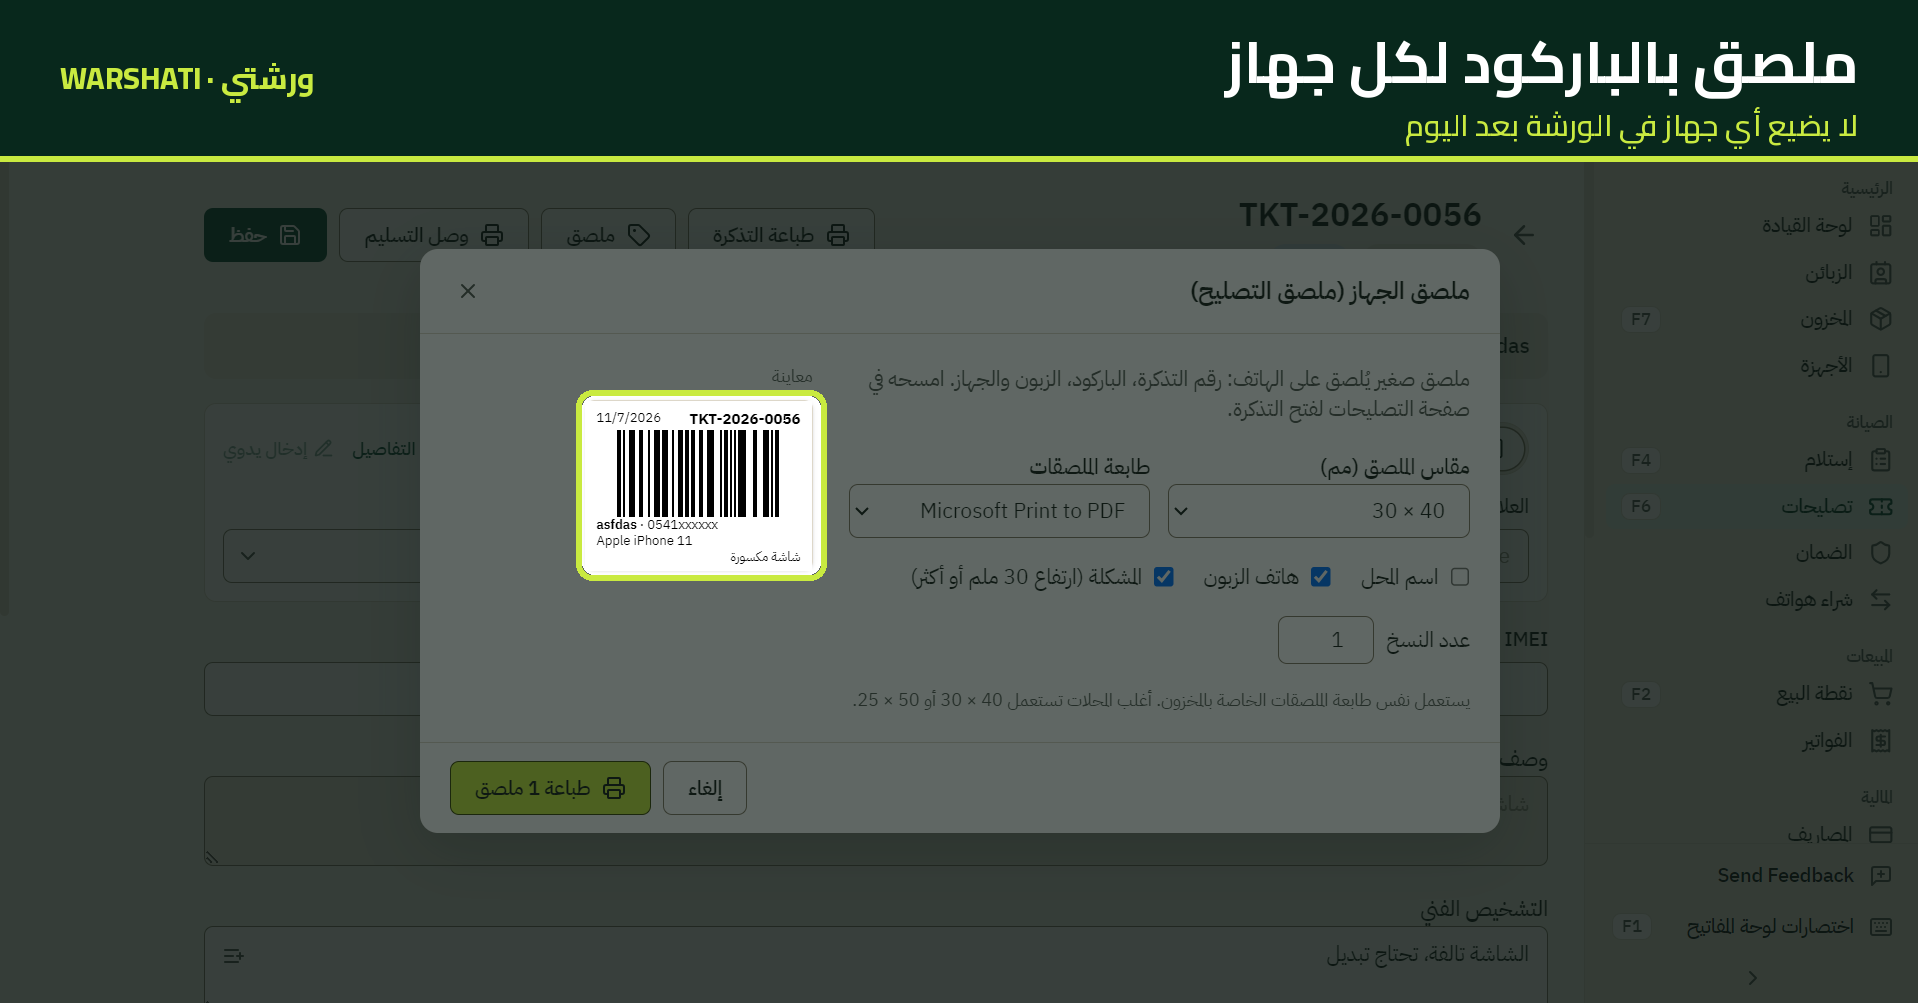 ملصق بالباركود لكل جهاز
لا يضيع أي جهاز في الورشة بعد اليوم
ورشتي · WARSHATI
الرئيسية
لوحة القيادة
الزبائن
المخزون F7
الأجهزة
الصيانة
إستلام F4
تصليحات F6
الضمان
شراء هواتف
المبيعات
نقطة البيع F2
الفواتير
المالية
المصاريف
Send Feedback
اختصارات لوحة المفاتيح F1
TKT-2026-0056
طباعة التذكرة
ملصق
وصل التسليم
حفظ
das
التفاصيل
إدخال يدوي
العلا
e
IMEI
وصف
شاش
التشخيص الفني
الشاشة تالفة، تحتاج تبديل
ملصق الجهاز (ملصق التصليح)
ملصق صغير يُلصق على الهاتف: رقم التذكرة، الباركود، الزبون والجهاز. امسحه في
صفحة التصليحات لفتح التذكرة.
مقاس الملصق (مم)
40 × 30
طابعة الملصقات
Microsoft Print to PDF
اسم المحل
هاتف الزبون
المشكلة (ارتفاع 30 ملم أو أكثر)
عدد النسخ
1
يستعمل نفس طابعة الملصقات الخاصة بالمخزون. أغلب المحلات تستعمل 40 × 30 أو 50 × 25.
معاينة
11/7/2026 TKT-2026-0056
asfdas · 0541xxxxxx
Apple iPhone 11
شاشة مكسورة
إلغاء
طباعة 1 ملصق